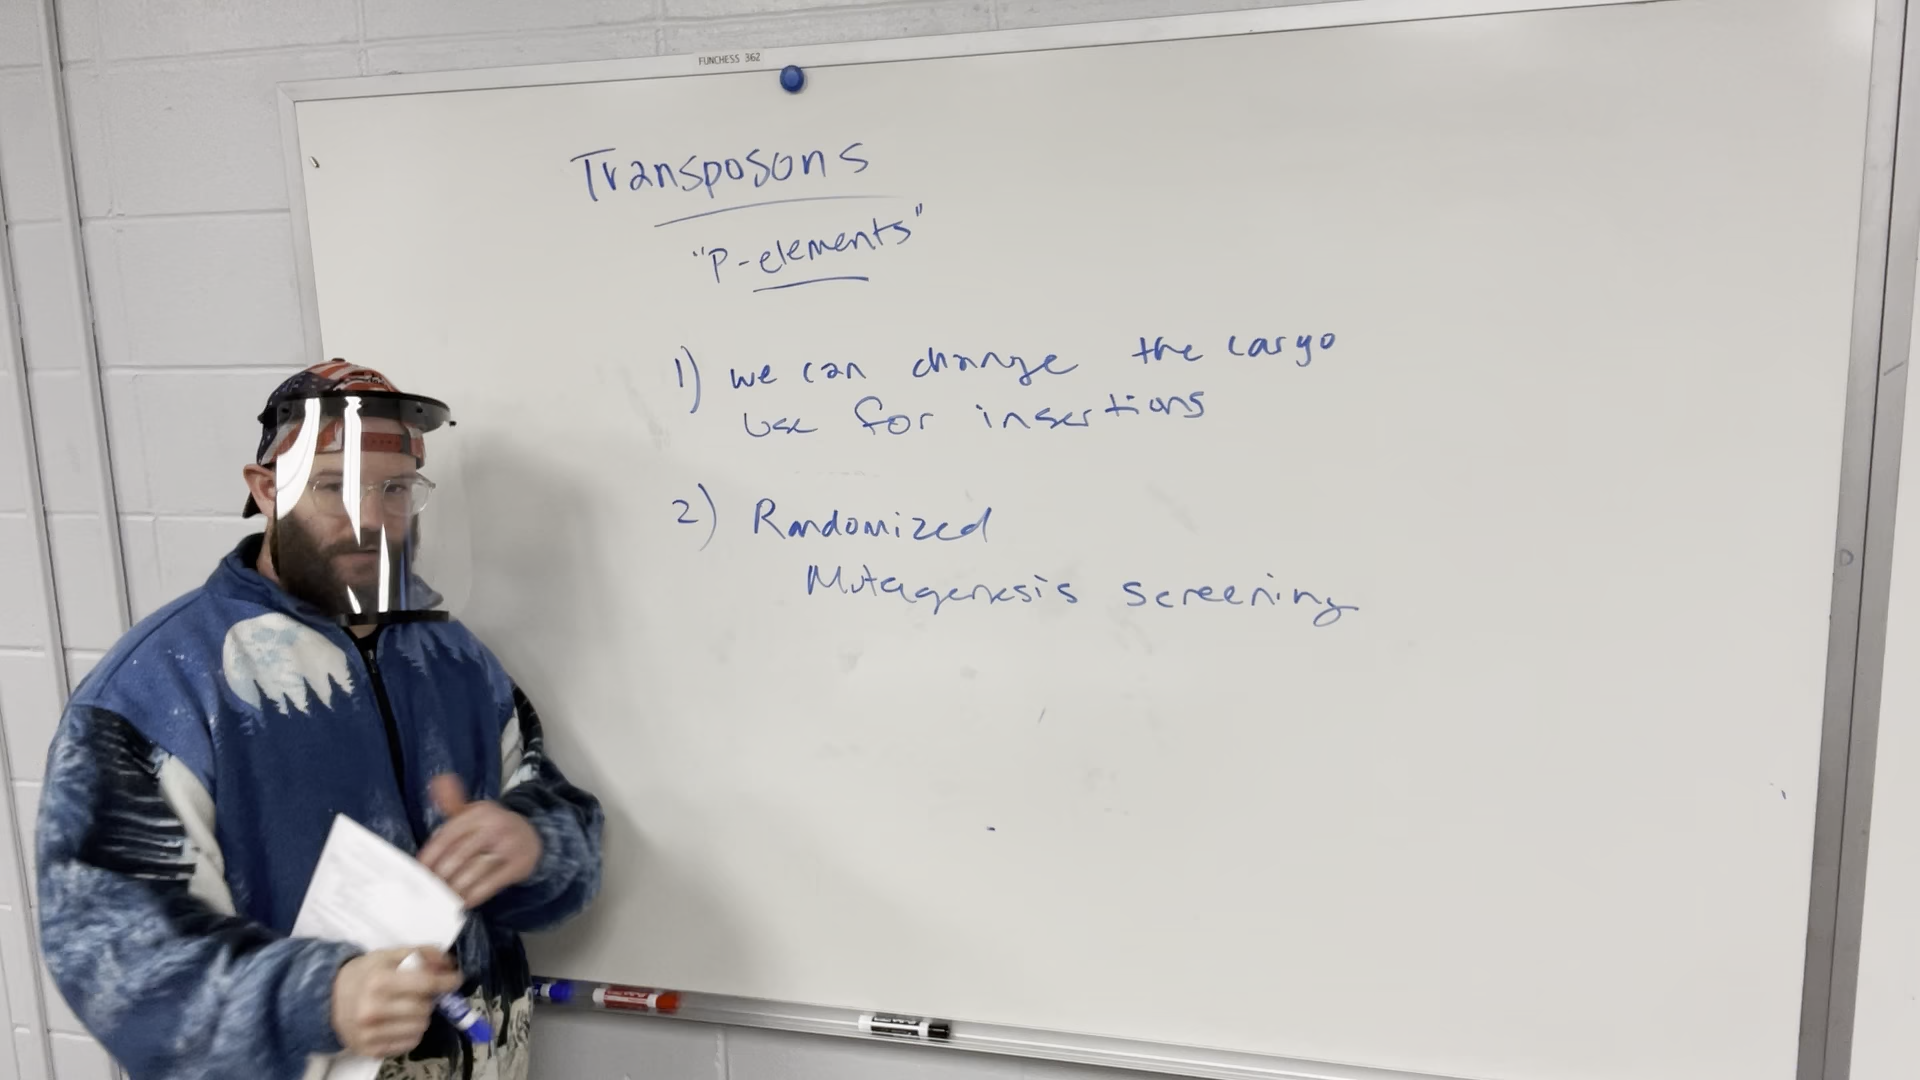 FUNCHESS 362
Transposons
"P-elements"
1) we can change the cargo
use for insertions
2) Randomized
Mutagenesis screening